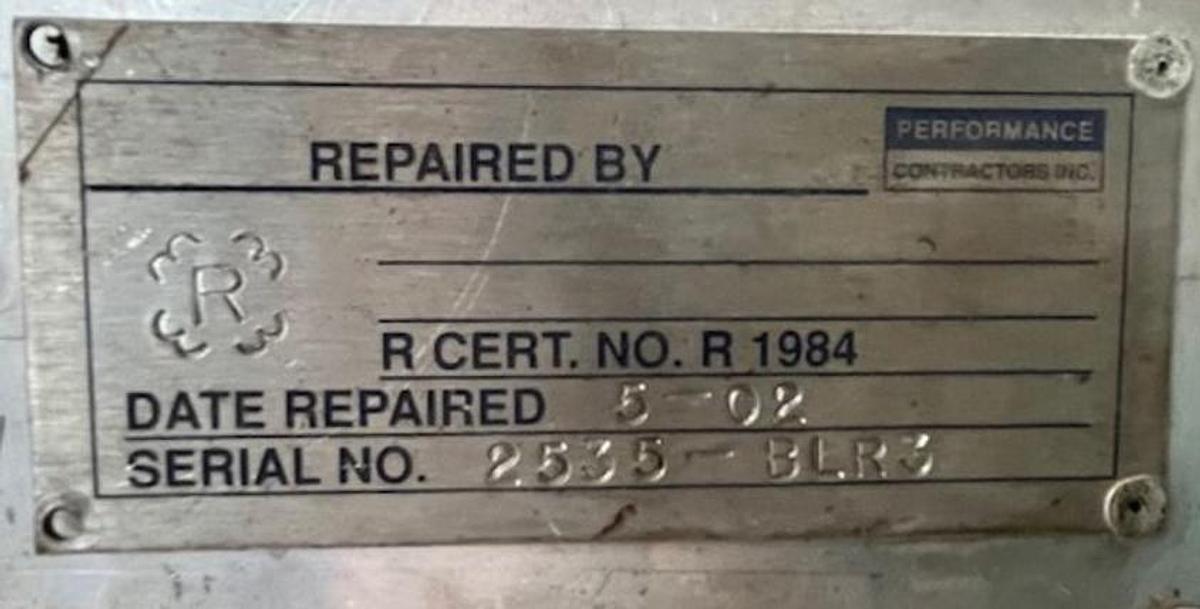 PERFORMANCE
CONTRACTORS INC.
REPAIRED BY
R
R CERT. NO. R 1984
DATE REPAIRED 5-02
SERIAL NO. 2535-BLR3